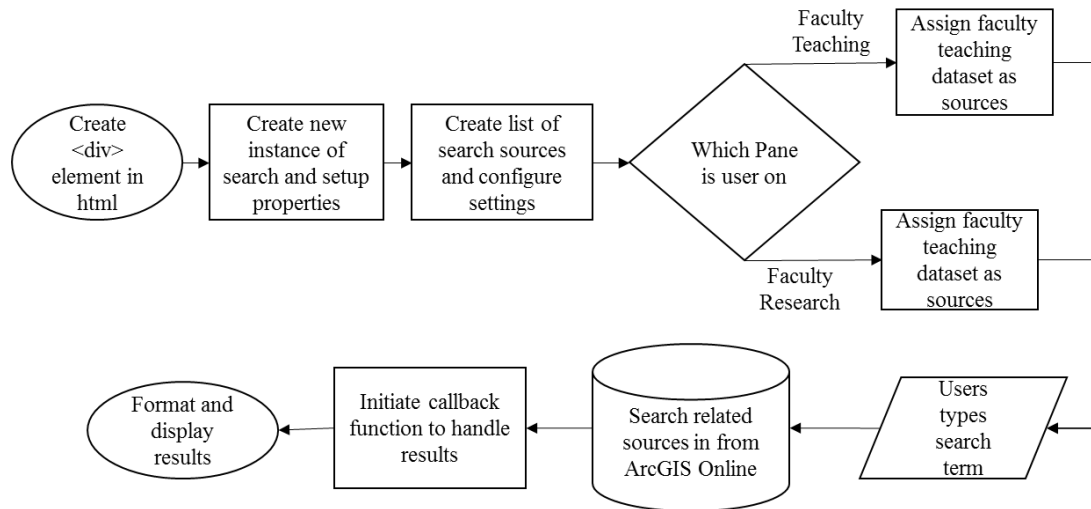 Create
<div>
element in
html
Create new
instance of
search and setup
properties
Create list of
search sources
and configure
settings
Which Pane
is user on
Faculty
Teaching
Assign faculty
teaching
dataset as
sources
Faculty
Research
Assign faculty
teaching
dataset as
sources
Users
types
search
term
Search related
sources in from
ArcGIS Online
Initiate callback
function to handle
results
Format and
display
results